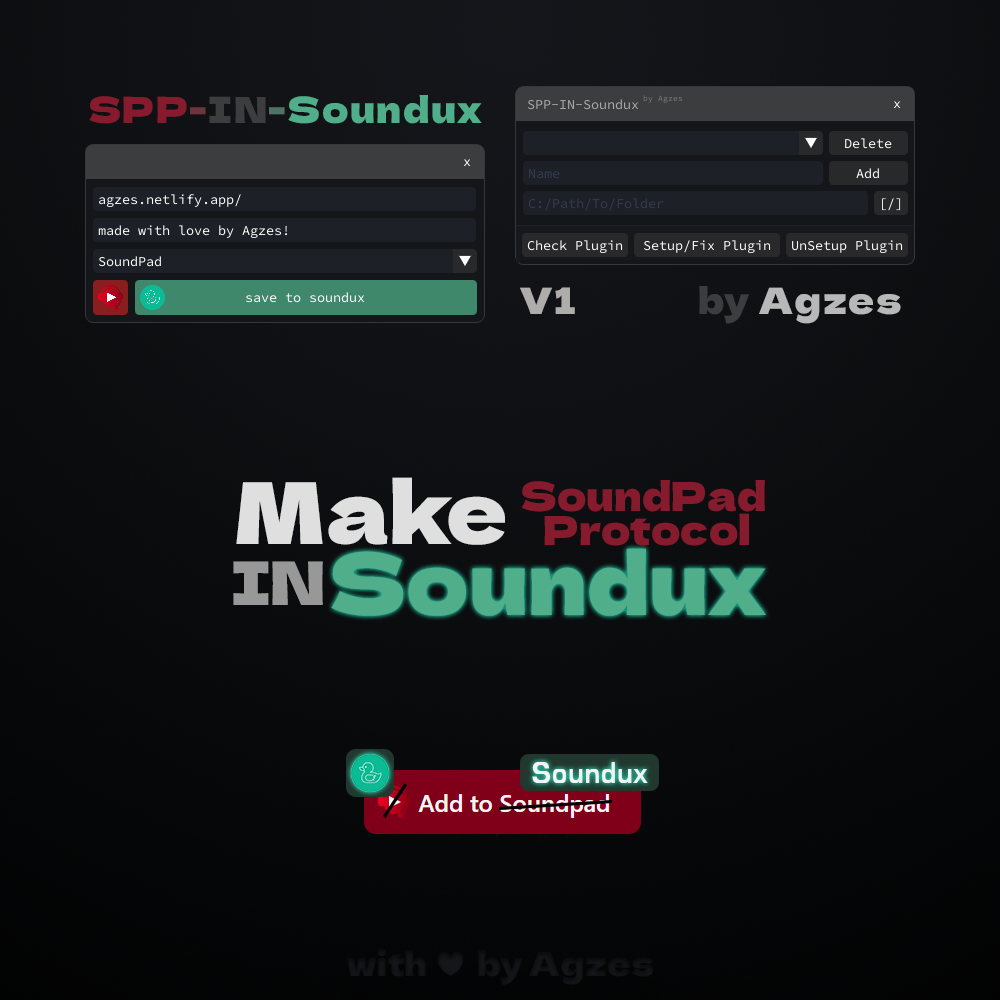 SPP-IN-Soundux
x
agzes.netlify.app/
made with love by Agzes!
SoundPad
save to soundux
SPP-IN-Soundux by Agzes
x
Delete
Name
Add
C:/Path/To/Folder
[/]
Check Plugin
Setup/Fix Plugin
UnSetup Plugin
V1
by Agzes
Make SoundPad
Protocol
IN Soundux
Soundux
Add to Soundpad
with by Agzes